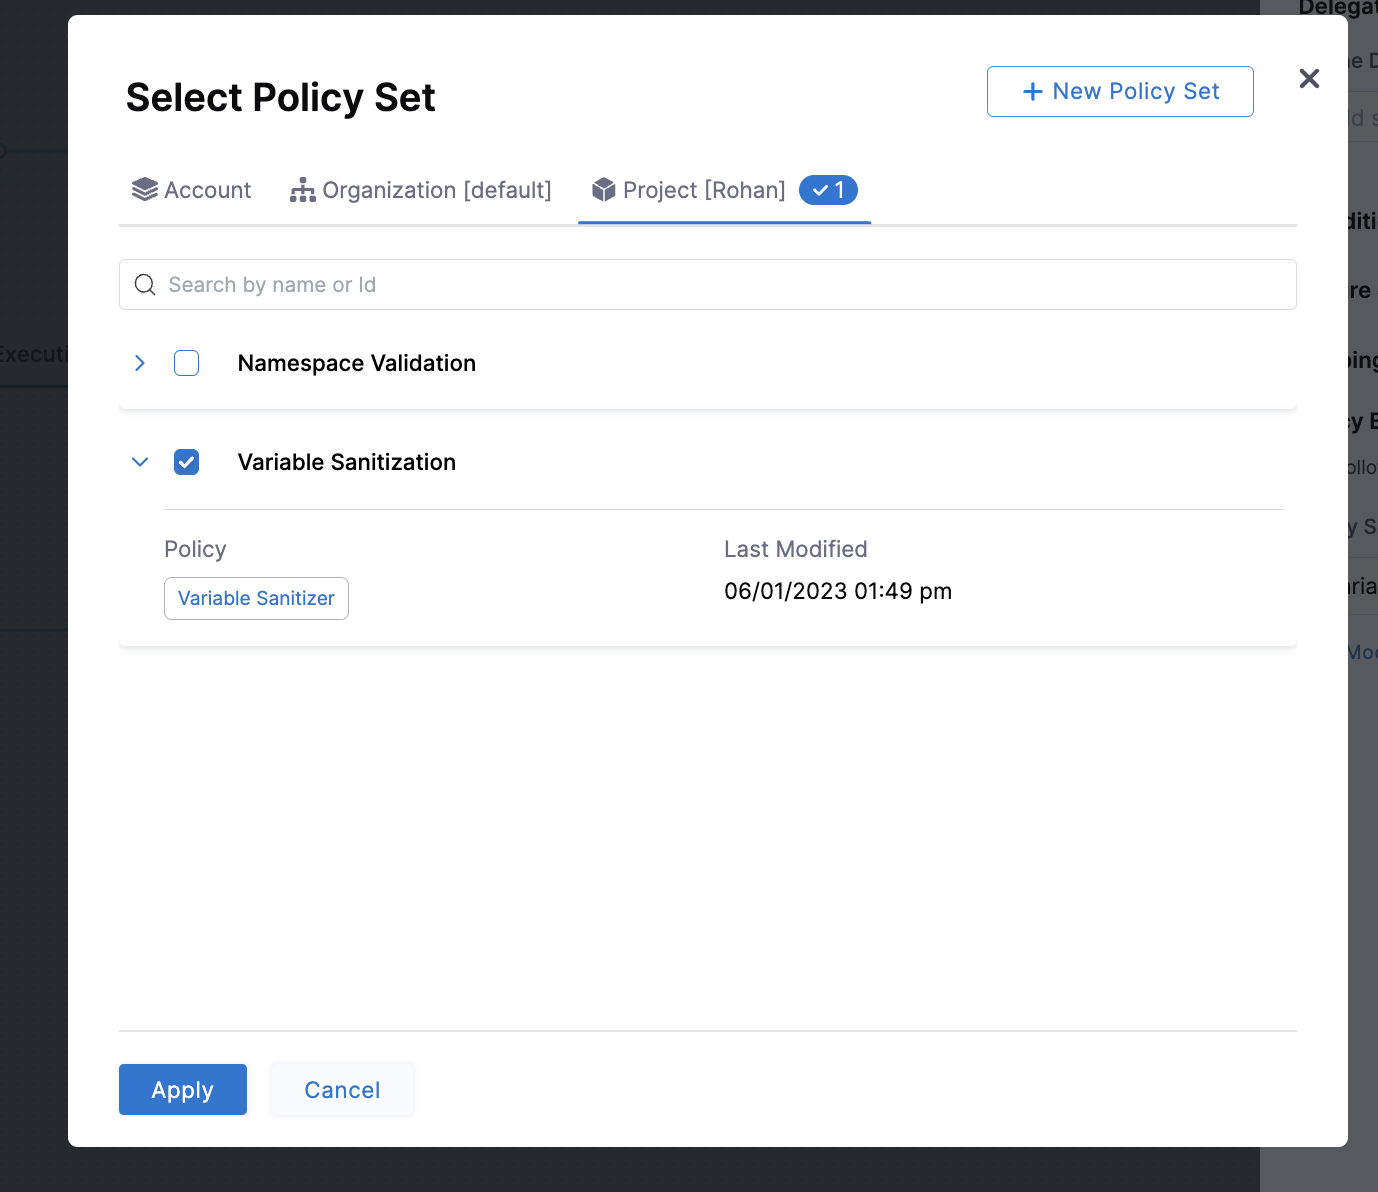 Select Policy Set
+ New Policy Set
Account
Organization [default]
Project [Rohan]
1
Search by name or Id
Namespace Validation
Variable Sanitization
Policy
Last Modified
Variable Sanitizer
06/01/2023 01:49 pm
Apply
Cancel